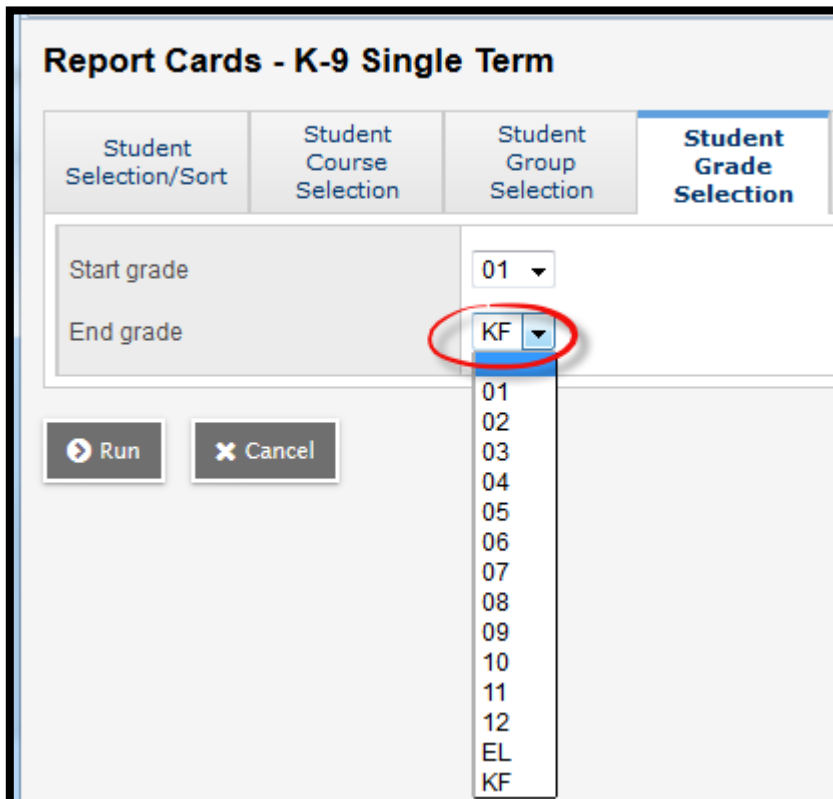 Report Cards - K-9 Single Term
Student
Selection/Sort
Student
Course
Selection
Student
Group
Selection
Student
Grade
Selection
Start grade
01
End grade
KF
01
02
03
04
05
06
07
08
09
10
11
12
EL
KF
Run
Cancel